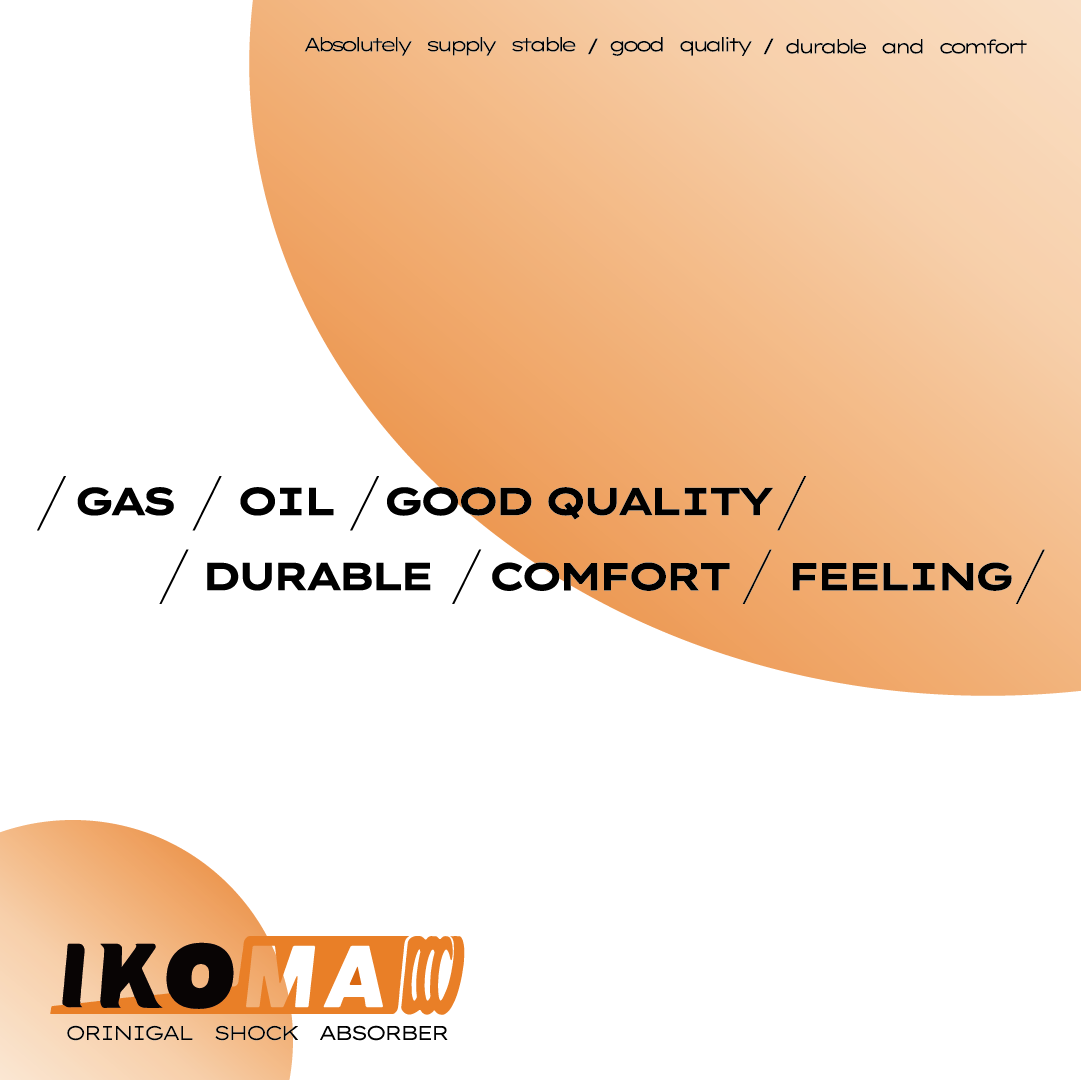 Absolutely supply stable / good quality / durable and comfort
/ GAS / OIL / GOOD QUALITY /
/ DURABLE / COMFORT / FEELING /
IKOMA
ORINIGAL SHOCK ABSORBER